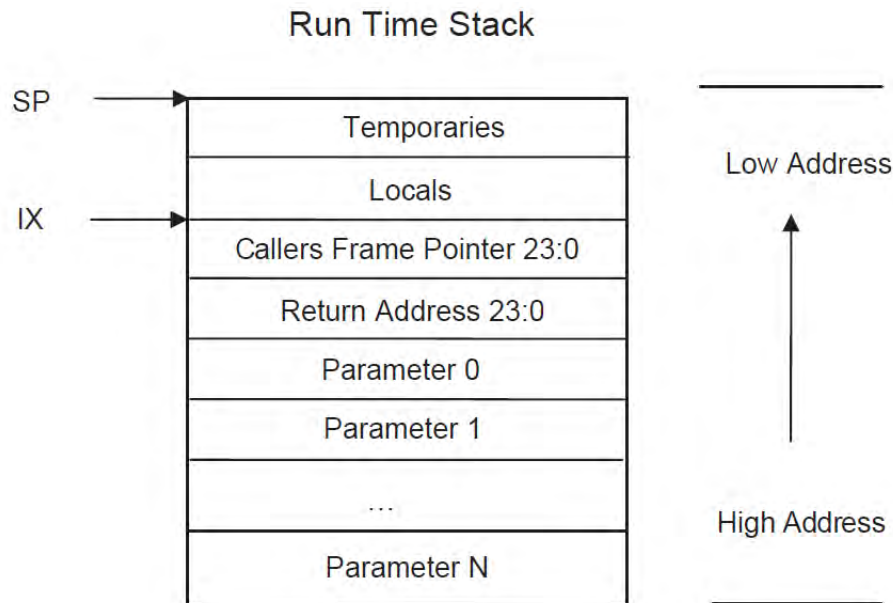 Run Time Stack
SP
Temporaries
Low Address
Locals
IX
Callers Frame Pointer 23:0
Return Address 23:0
Parameter 0
Parameter 1
...
High Address
Parameter N